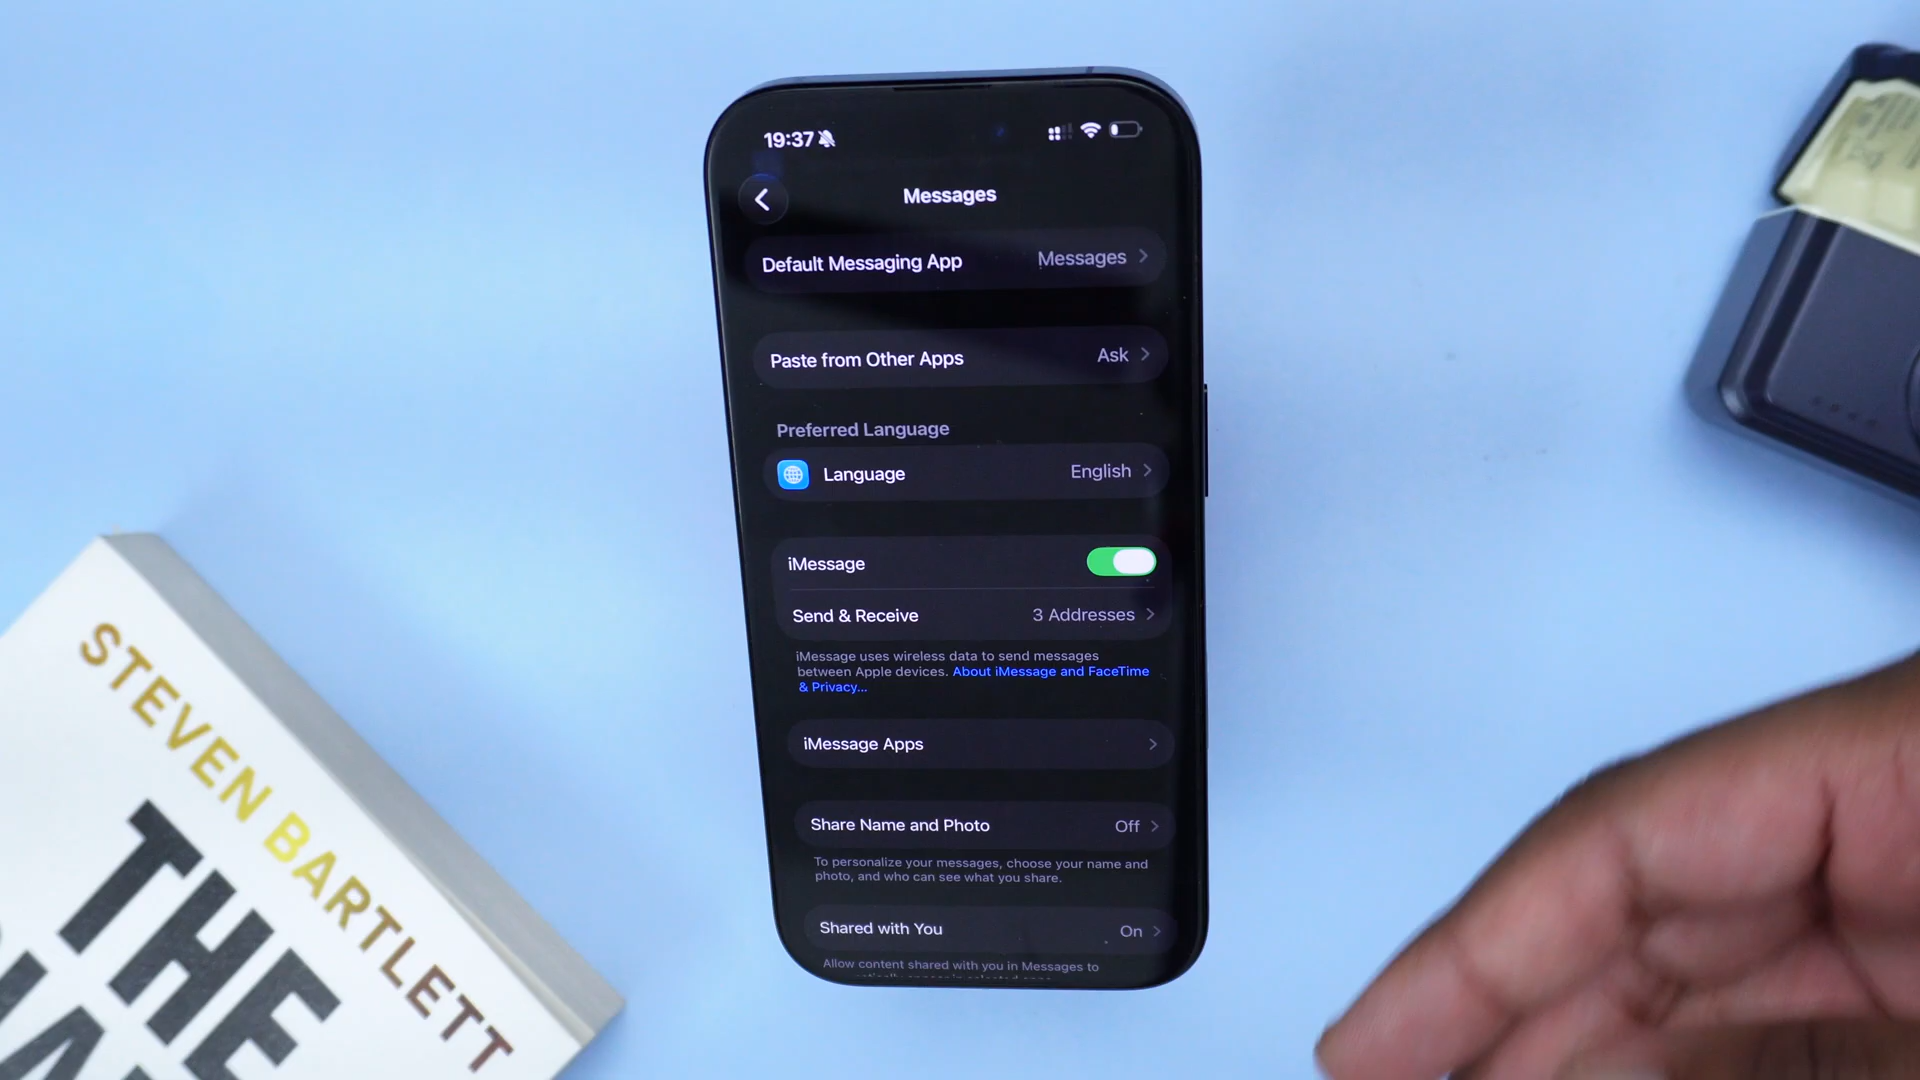 19:37
Messages
Default Messaging App Messages
Paste from Other Apps Ask
Preferred Language
Language English
iMessage
Send & Receive 3 Addresses
iMessage uses wireless data to send messages
between Apple devices. About iMessage and FaceTime
& Privacy...
iMessage Apps
Share Name and Photo Off
To personalize your messages, choose your name and
photo, and who can see what you share.
Shared with You On
Allow content shared with you in Messages to
STEVEN BARTLETT
THE